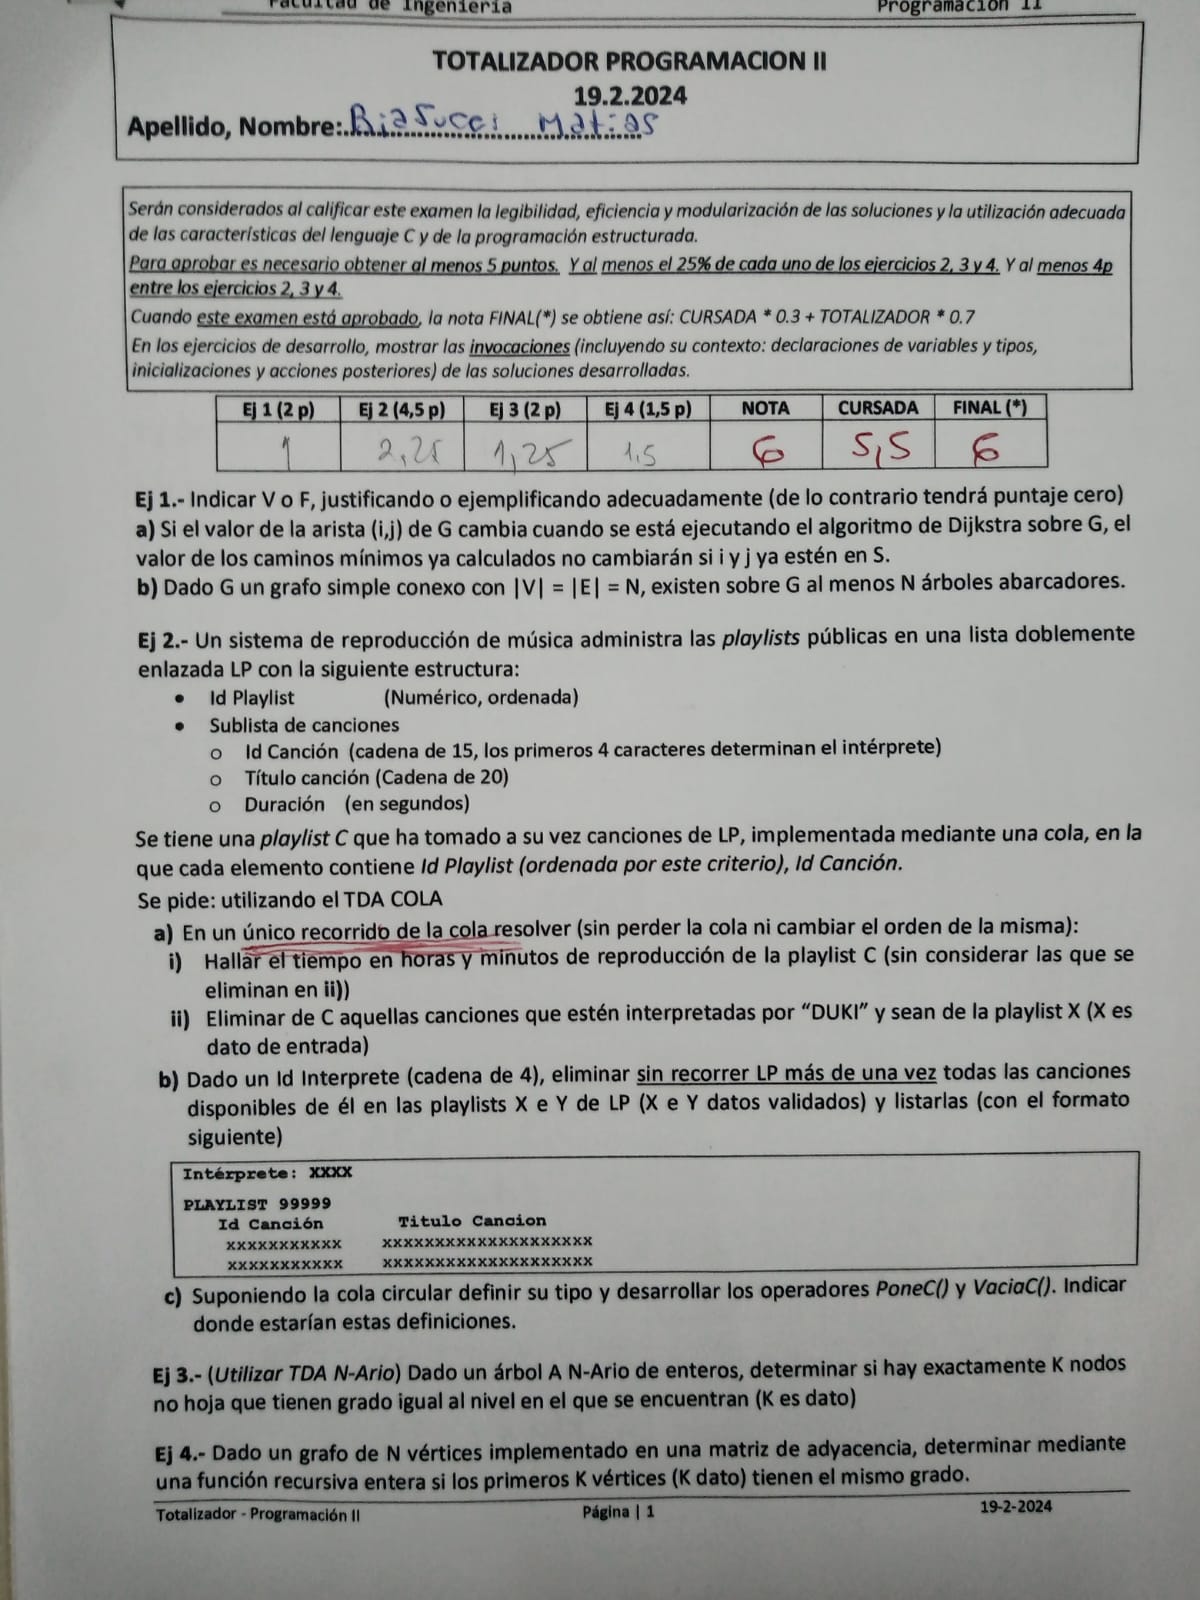 Facultad de Ingeniería Programación II
TOTALIZADOR PROGRAMACION II
19.2.2024
Apellido, Nombre:. Biasucci Matias
Serán considerados al calificar este examen la legibilidad, eficiencia y modularización de las soluciones y la utilización adecuada
de las características del lenguaje C y de la programación estructurada.
Para aprobar es necesario obtener al menos 5 puntos. Y al menos el 25% de cada uno de los ejercicios 2, 3 y 4. Y al menos 4p
entre los ejercicios 2, 3 y 4.
Cuando este examen está aprobado, la nota FINAL(*) se obtiene así: CURSADA * 0.3 + TOTALIZADOR * 0.7
En los ejercicios de desarrollo, mostrar las invocaciones (incluyendo su contexto: declaraciones de variables y tipos,
inicializaciones y acciones posteriores) de las soluciones desarrolladas.
Ej 1 (2 p) Ej 2 (4,5 p) Ej 3 (2 p) Ej 4 (1,5 p) NOTA CURSADA FINAL (*)
1 2,25 1,25 1.5 6 5,5 6
Ej 1.- Indicar V o F, justificando o ejemplificando adecuadamente (de lo contrario tendrá puntaje cero)
a) Si el valor de la arista (i,j) de G cambia cuando se está ejecutando el algoritmo de Dijkstra sobre G, el
valor de los caminos mínimos ya calculados no cambiarán si i y j ya estén en S.
b) Dado G un grafo simple conexo con |V| = |E| = N, existen sobre G al menos N árboles abarcadores.
Ej 2.- Un sistema de reproducción de música administra las playlists públicas en una lista doblemente
enlazada LP con la siguiente estructura:
• Id Playlist (Numérico, ordenada)
• Sublista de canciones
o Id Canción (cadena de 15, los primeros 4 caracteres determinan el intérprete)
o Título canción (Cadena de 20)
o Duración (en segundos)
Se tiene una playlist C que ha tomado a su vez canciones de LP, implementada mediante una cola, en la
que cada elemento contiene Id Playlist (ordenada por este criterio), Id Canción.
Se pide: utilizando el TDA COLA
a) En un único recorrido de la cola resolver (sin perder la cola ni cambiar el orden de la misma):
i) Hallar el tiempo en horas y minutos de reproducción de la playlist C (sin considerar las que se
eliminan en ii))
ii) Eliminar de C aquellas canciones que estén interpretadas por “DUKI” y sean de la playlist X (X es
dato de entrada)
b) Dado un Id Interprete (cadena de 4), eliminar sin recorrer LP más de una vez todas las canciones
disponibles de él en las playlists X e Y de LP (X e Y datos validados) y listarlas (con el formato
siguiente)
Intérprete: XXXX
PLAYLIST 99999
Id Canción Titulo Cancion
xxxxxxxxxxx xxxxxxxxxxxxxxxxxxxx
xxxxxxxxxxx xxxxxxxxxxxxxxxxxxxx
c) Suponiendo la cola circular definir su tipo y desarrollar los operadores PoneC() y VaciaC(). Indicar
donde estarían estas definiciones.
Ej 3.- (Utilizar TDA N-Ario) Dado un árbol A N-Ario de enteros, determinar si hay exactamente K nodos
no hoja que tienen grado igual al nivel en el que se encuentran (K es dato)
Ej 4.- Dado un grafo de N vértices implementado en una matriz de adyacencia, determinar mediante
una función recursiva entera si los primeros K vértices (K dato) tienen el mismo grado.
Totalizador - Programación II Página | 1 19-2-2024